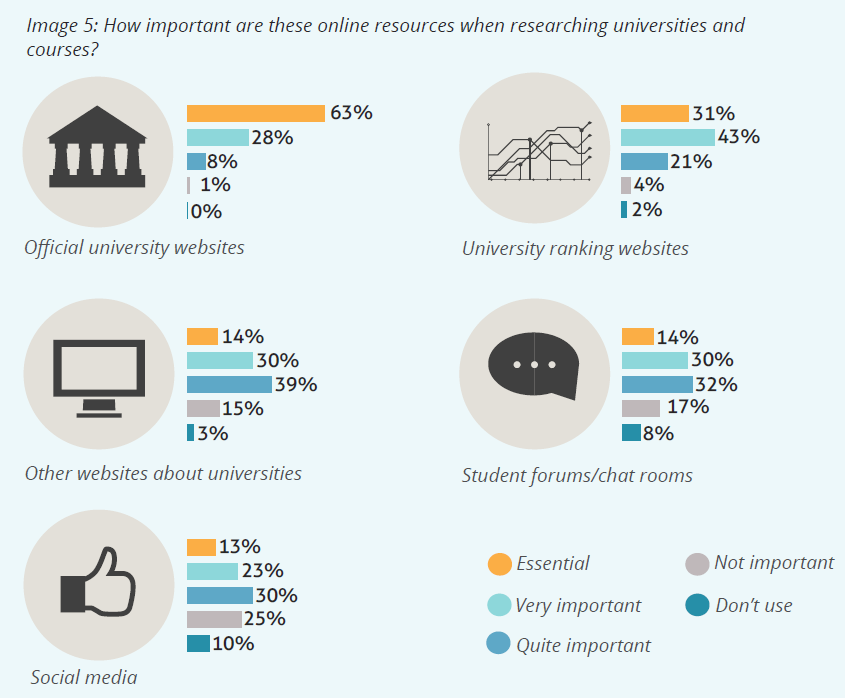 Image 5: How important are these online resources when researching universities and
courses?
63%
28%
8%
1%
0%
Official university websites
31%
43%
21%
4%
2%
University ranking websites
14%
30%
39%
15%
3%
Other websites about universities
14%
30%
32%
17%
8%
Student forums/chat rooms
13%
23%
30%
25%
10%
Social media
Essential
Very important
Quite important
Not important
Don't use